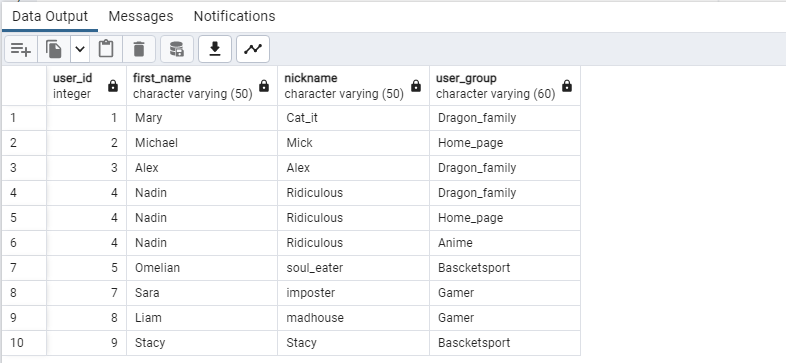 Data Output Messages Notifications
user_id first_name nickname user_group
integer character varying (50) character varying (50) character varying (60)
1 1 Mary Cat_it Dragon_family
2 2 Michael Mick Home_page
3 3 Alex Alex Dragon_family
4 4 Nadin Ridiculous Dragon_family
5 4 Nadin Ridiculous Home_page
6 4 Nadin Ridiculous Anime
7 5 Omelian soul_eater Bascketsport
8 7 Sara imposter Gamer
9 8 Liam madhouse Gamer
10 9 Stacy Stacy Bascketsport